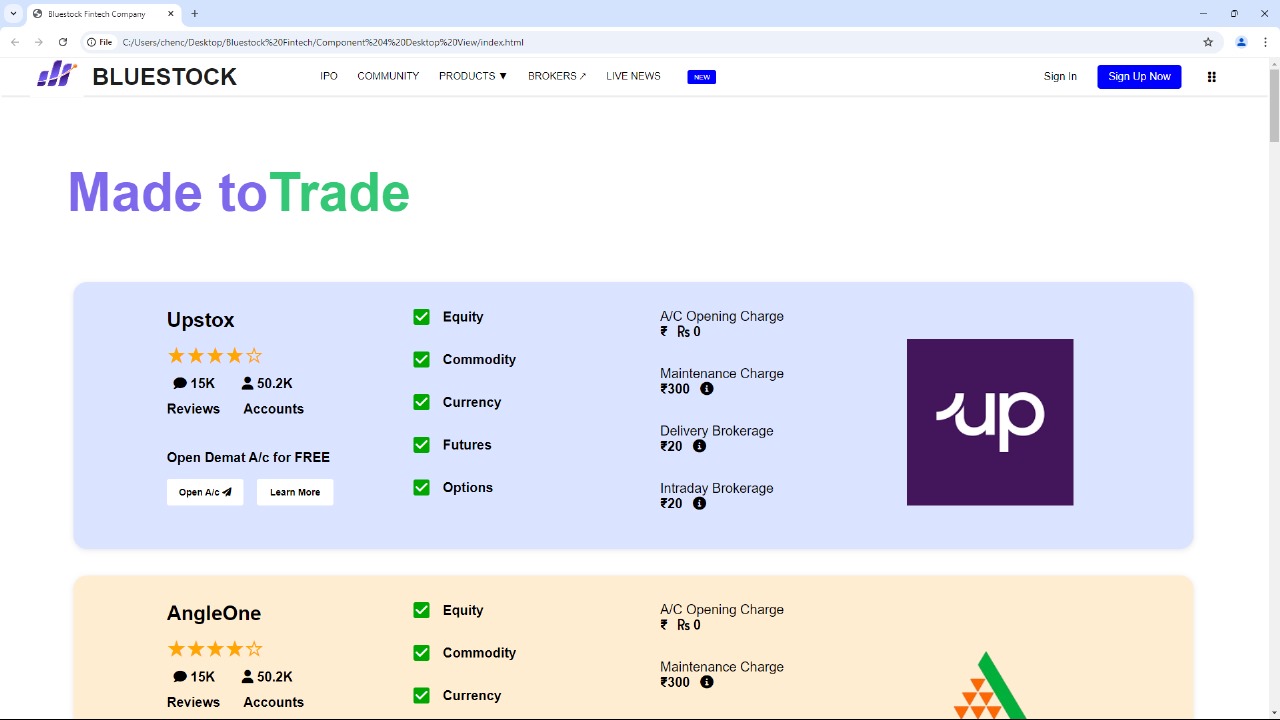 Bluestock Fintech Company
File C:/Users/chenc/Desktop/Bluestock%20Fintech/Component%204%20Desktop%20View/index.html
BLUESTOCK IPO COMMUNITY PRODUCTS ▼ BROKERS↗ LIVE NEWS NEW Sign In Sign Up Now
Made toTrade
Upstox
★★★★☆
15K 50.2K
Reviews Accounts
Open Demat A/c for FREE
Open A/c Learn More
Equity
Commodity
Currency
Futures
Options
A/C Opening Charge
₹ ₨ 0
Maintenance Charge
₹300
Delivery Brokerage
₹20
Intraday Brokerage
₹20
up
AngleOne
★★★★☆
15K 50.2K
Reviews Accounts
Equity
Commodity
Currency
A/C Opening Charge
₹ ₨ 0
Maintenance Charge
₹300